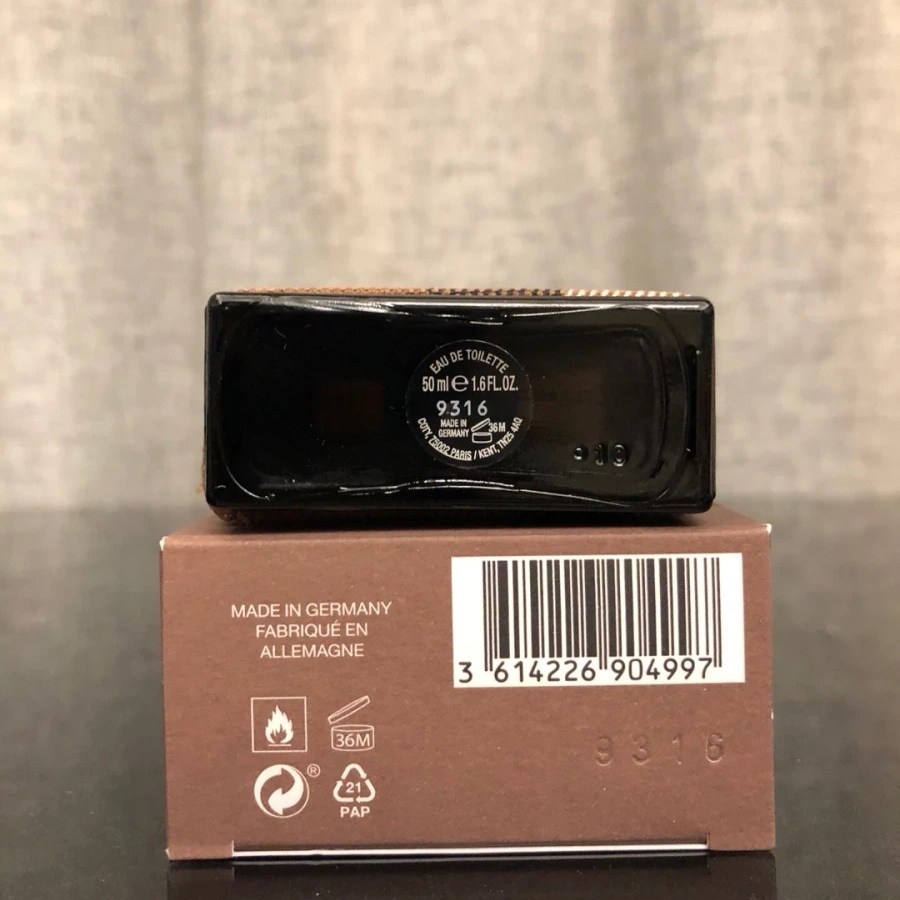 EAU DE TOILETTE
50 ml e 1.6 FL.OZ.
9316
MADE IN
GERMANY
36M
COTY, 75002 PARIS / KENT, TN25 4AQ
10
MADE IN GERMANY
FABRIQUÉ EN
ALLEMAGNE
3 614226 904997
36M
9316
®
21
PAP